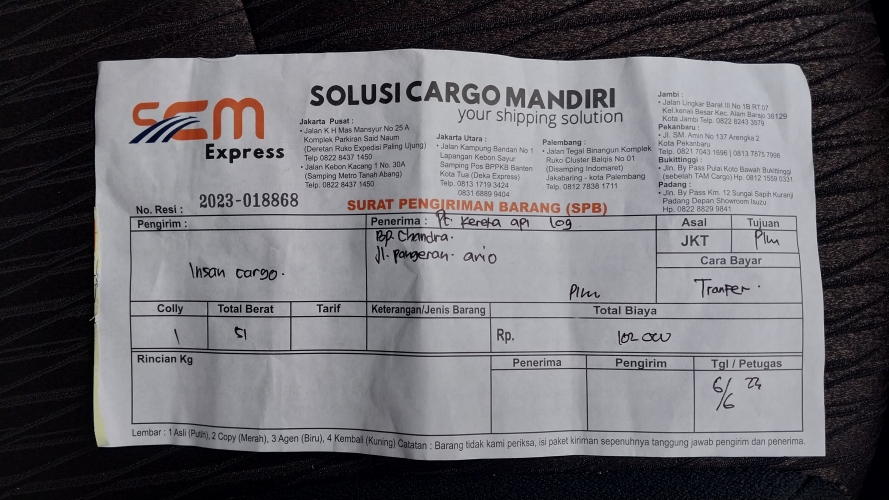 SCM
Express
SOLUSI CARGO MANDIRI
your shipping solution
Jakarta Pusat :
• Jalan K H Mas Mansyur No 25 A
Komplek Parkiran Said Naum
(Deretan Ruko Expedisi Paling Ujung)
Telp 0822 8437 1450
• Jalan Kebon Kacang 1 No. 30A
(Samping Metro Tanah Abang)
Telp. 0822 8437 1450
Jakarta Utara :
• Jalan Kampung Bandan No 1
Lapangan Kebon Sayur
Samping Pos BPPKB Banten
Kota Tua (Deka Express)
Telp. 0813 1719 3424
0831 6889 9404
Palembang :
• Jalan Tegal Binangun Komplek
Ruko Cluster Balqis No 01
(Disamping Indomaret)
Jakabaring - kota Palembang
Telp. 0812 7838 1711
Jambi :
• Jalan Lingkar Barat III No 1B RT.07
Kel.kenali Besar Kec. Alam Barajo 36129
Kota Jambi Telp. 0822 8243 3579
Pekanbaru :
• Jl. SM. Amin No 137 Arengka 2
Kota Pekanbaru
Telp. 0821 7043 1696 | 0813 7875 7996
Bukittinggi :
• Jln. By Pass Pulai Koto Bawah Bukittinggi
(sebelah TAM Cargo) Hp. 0812 1559 0331
Padang :
• Jln. By Pass Km. 12 Sungai Sapih Kuranji
Padang Depan Showroom Isuzu
Hp. 0822 8829 9841
No. Resi : 2023-018868
SURAT PENGIRIMAN BARANG (SPB)
Pengirim :
Insan cargo.
Penerima : Pt. Kereta api log
Bp. Chandra.
Jl. Pangeran ario
Plm
Asal Tujuan
JKT Plm
Cara Bayar
Tranfer.
Colly Total Berat Tarif Keterangan/Jenis Barang Total Biaya
1 51 Rp. 102 000
Rincian Kg
Penerima Pengirim Tgl / Petugas
6/6 23
Lembar : 1 Asli (Putih), 2 Copy (Merah), 3 Agen (Biru), 4 Kembali (Kuning) Catatan : Barang tidak kami periksa, isi paket kiriman sepenuhnya tanggung jawab pengirim dan penerima.